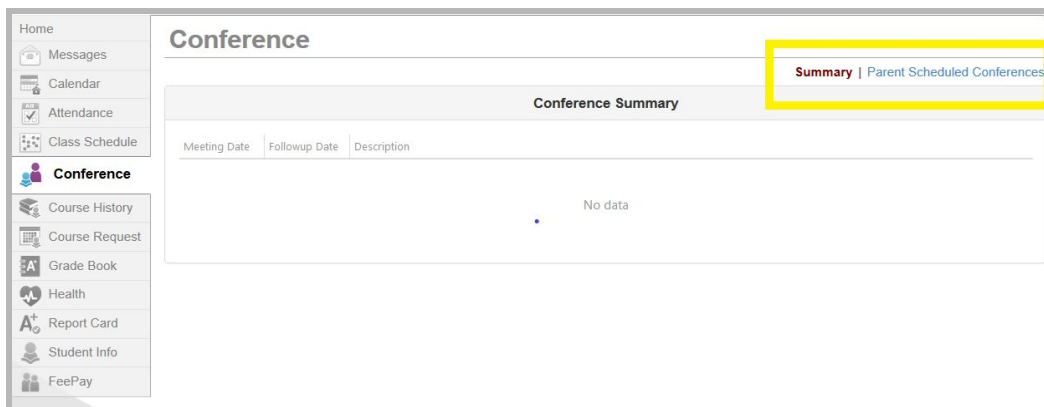 Home
Messages
Calendar
Attendance
Class Schedule
Conference
Course History
Course Request
Grade Book
Health
Report Card
Student Info
FeePay
Conference
Summary | Parent Scheduled Conferences
Conference Summary
Meeting Date Followup Date Description
No data